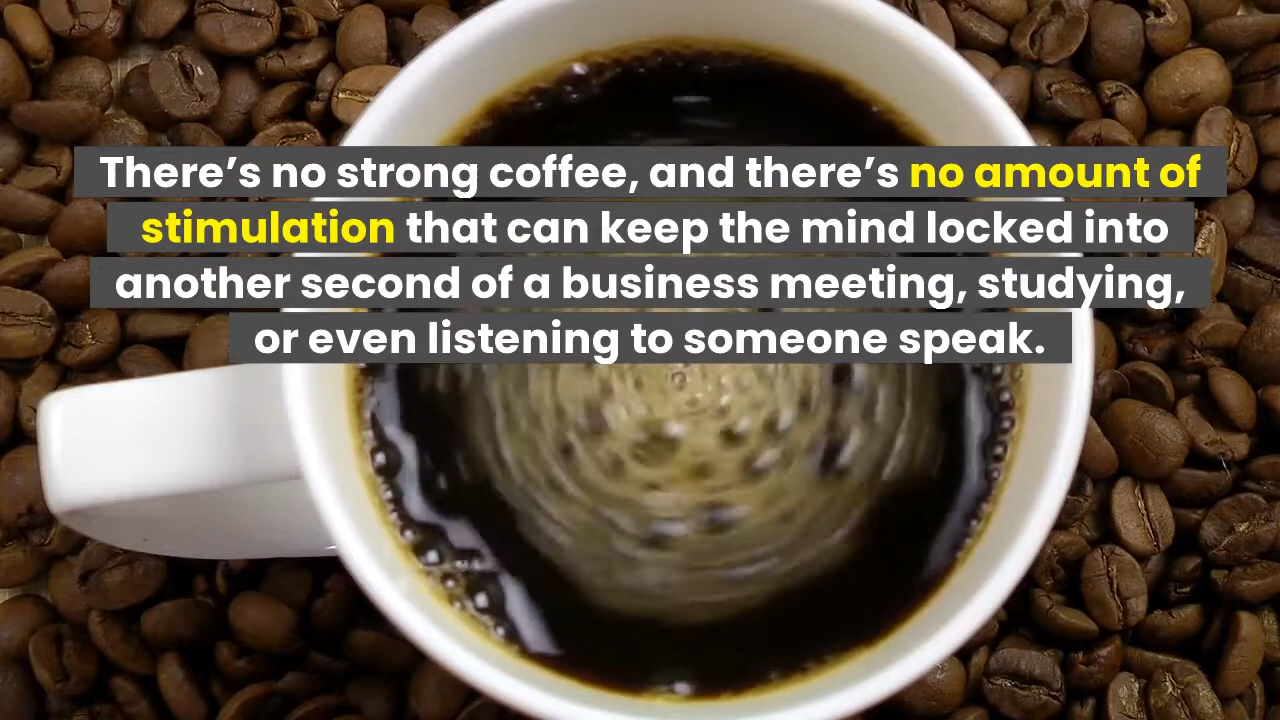 There’s no strong coffee, and there’s no amount of
stimulation that can keep the mind locked into
another second of a business meeting, studying,
or even listening to someone speak.